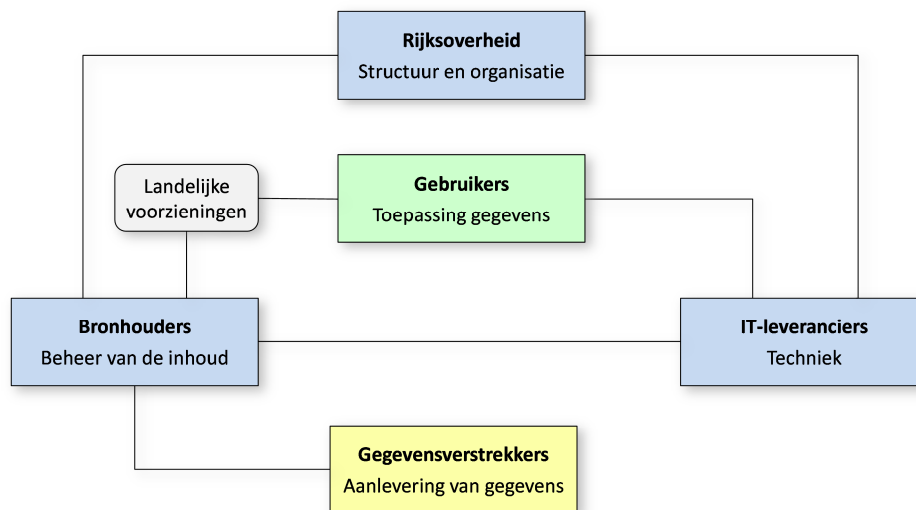 Rijksoverheid
Structuur en organisatie
Landelijke
voorzieningen
Gebruikers
Toepassing gegevens
Bronhouders
Beheer van de inhoud
IT-leveranciers
Techniek
Gegevensverstrekkers
Aanlevering van gegevens